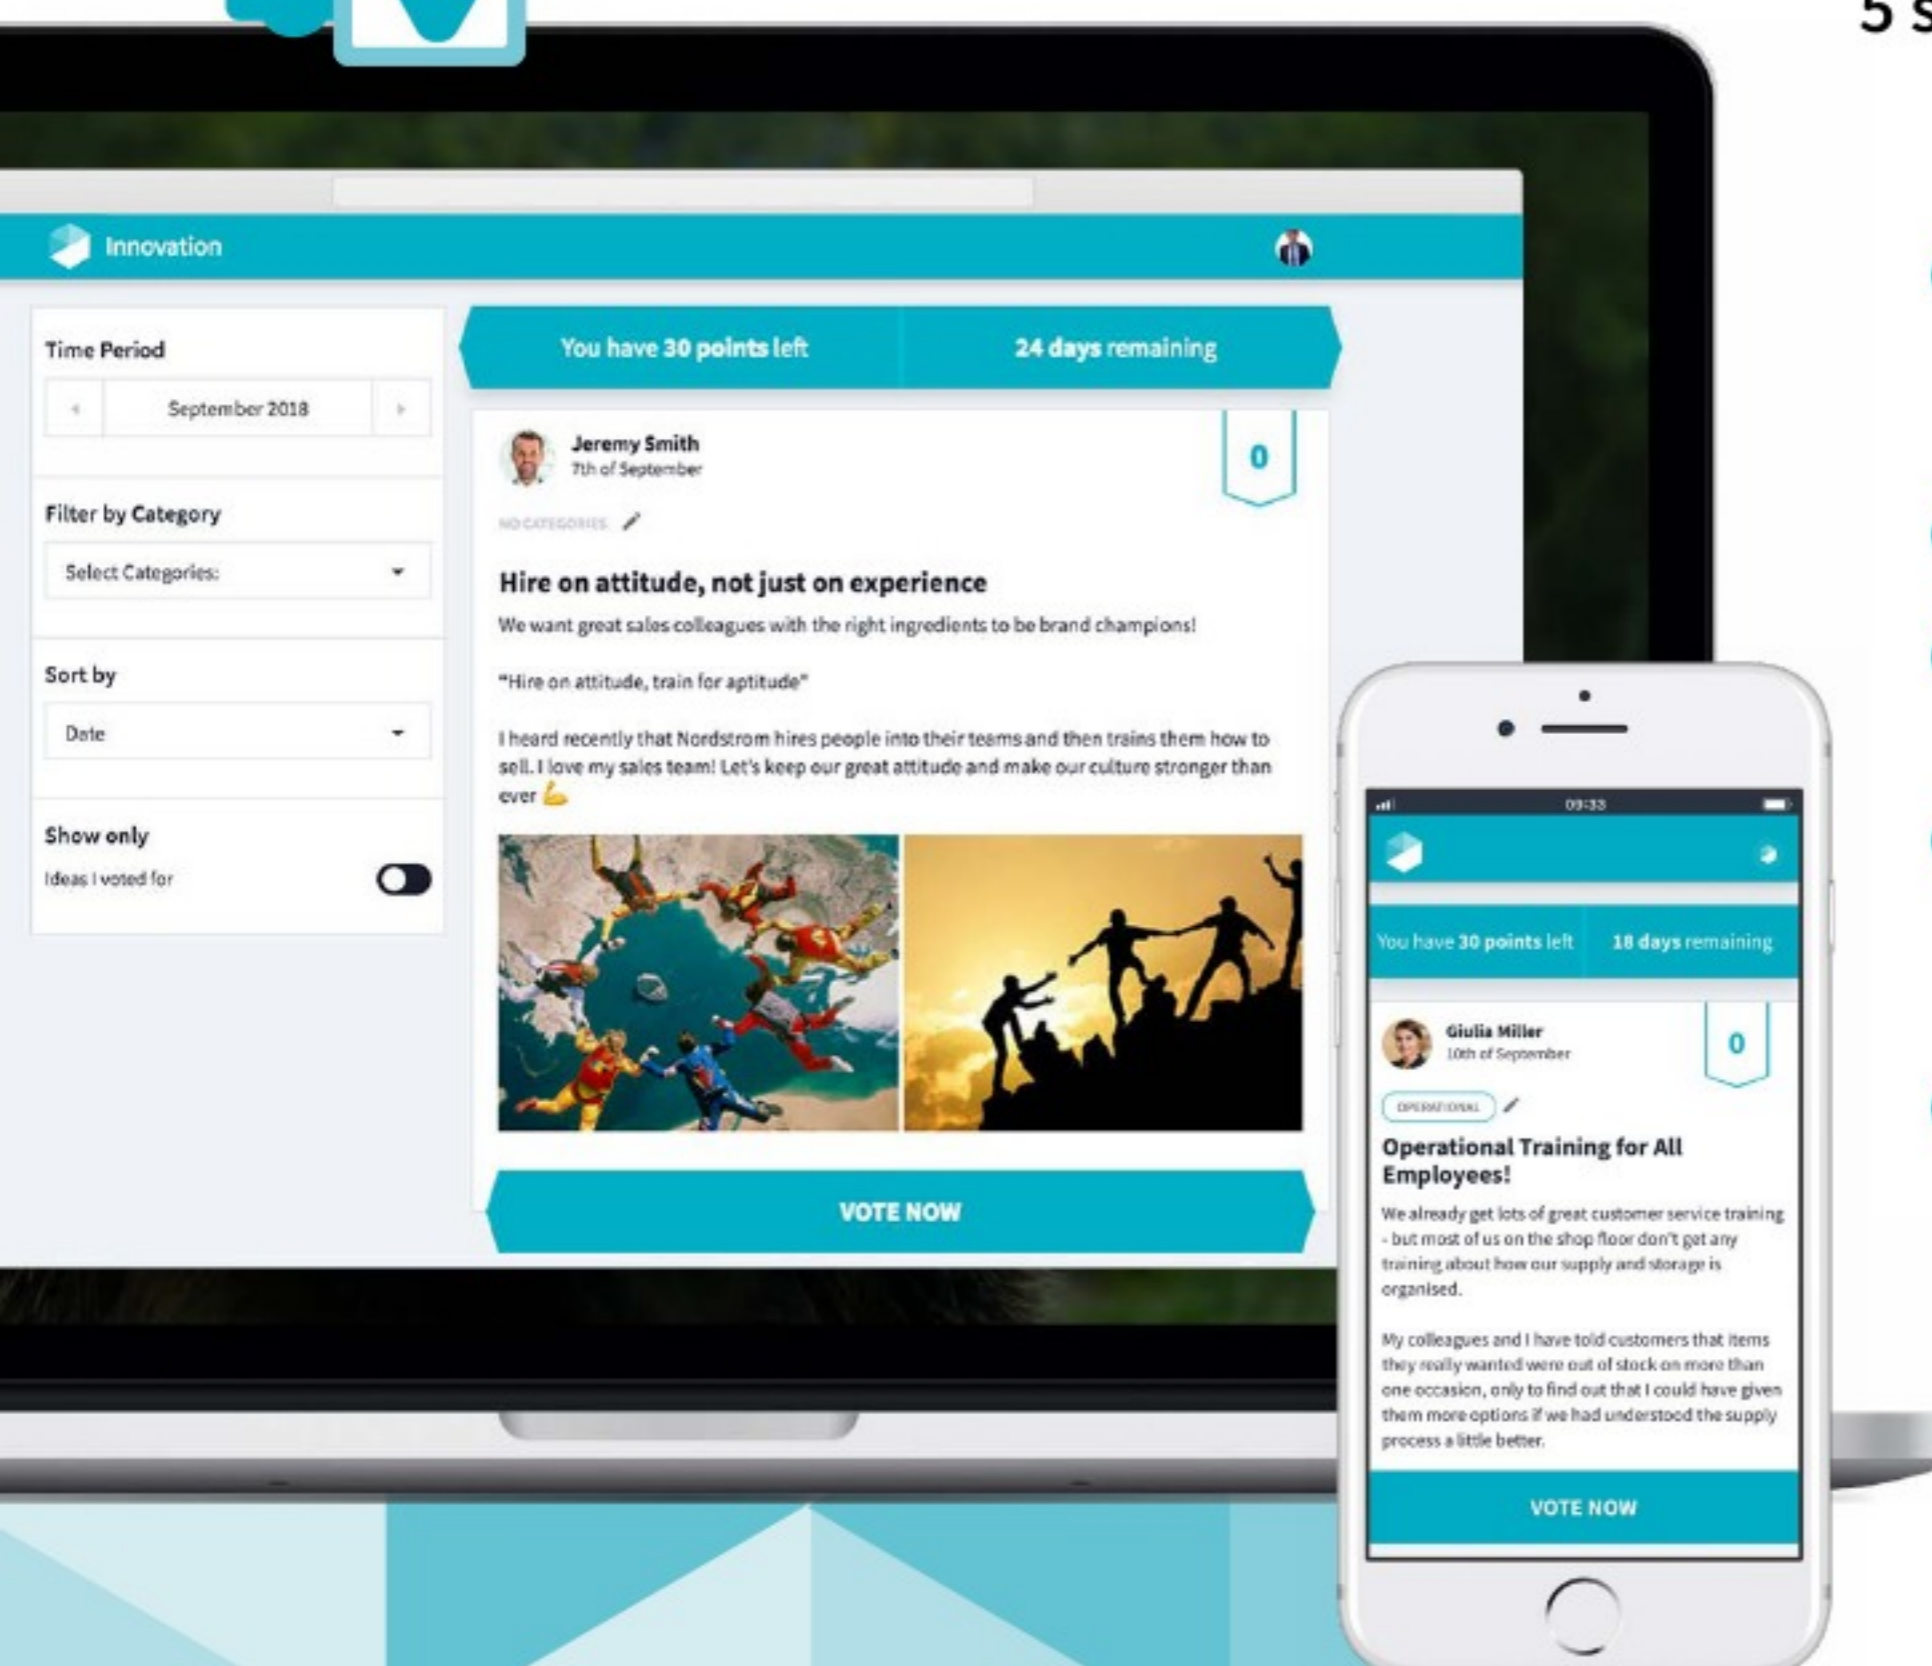 5 s
Innovation
Time Period
September 2018
Filter by Category
Select Categories:
Sort by
Date
Show only
Ideas I voted for
You have 30 points left
24 days remaining
Jeremy Smith
7th of September
0
NO CATEGORIES
Hire on attitude, not just on experience
We want great sales colleagues with the right ingredients to be brand champions!
"Hire on attitude, train for aptitude"
I heard recently that Nordstrom hires people into their teams and then trains them how to
sell. I love my sales team! Let's keep our great attitude and make our culture stronger than
ever 💪
VOTE NOW
09:33
You have 30 points left
18 days remaining
Giulia Miller
10th of September
0
OPERATIONAL
Operational Training for All
Employees!
We already get lots of great customer service training
- but most of us on the shop floor don't get any
training about how our supply and storage is
organised.
My colleagues and I have told customers that items
they really wanted were out of stock on more than
one occasion, only to find out that I could have given
them more options if we had understood the supply
process a little better.
VOTE NOW